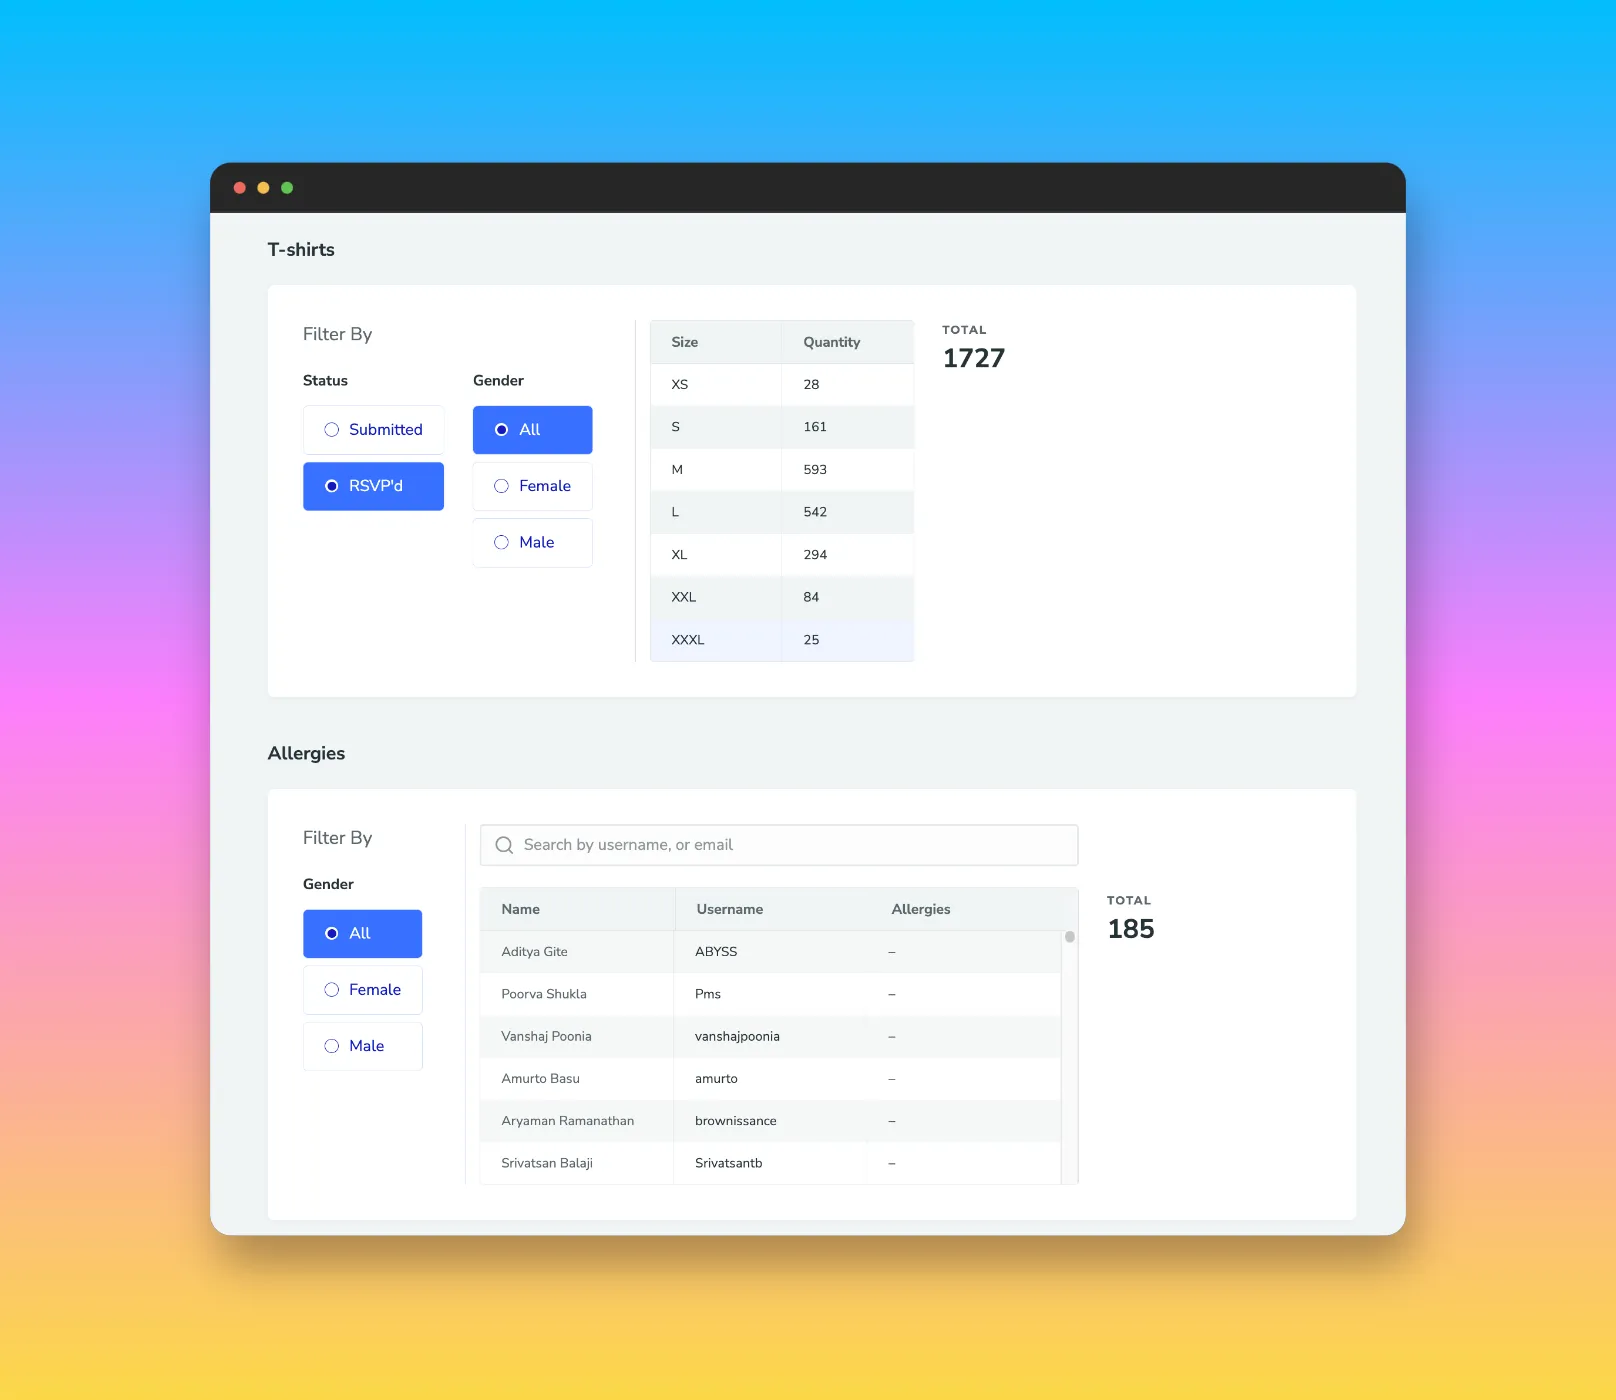 T-shirts
Filter By
Status
Gender
Submitted
RSVP'd
All
Female
Male
Size Quantity
XS 28
S 161
M 593
L 542
XL 294
XXL 84
XXXL 25
TOTAL
1727
Allergies
Filter By
Gender
All
Female
Male
Search by username, or email
Name Username Allergies
Aditya Gite ABYSS –
Poorva Shukla Pms –
Vanshaj Poonia vanshajpoonia –
Amurto Basu amurto –
Aryaman Ramanathan brownissance –
Srivatsan Balaji Srivatsantb –
TOTAL
185